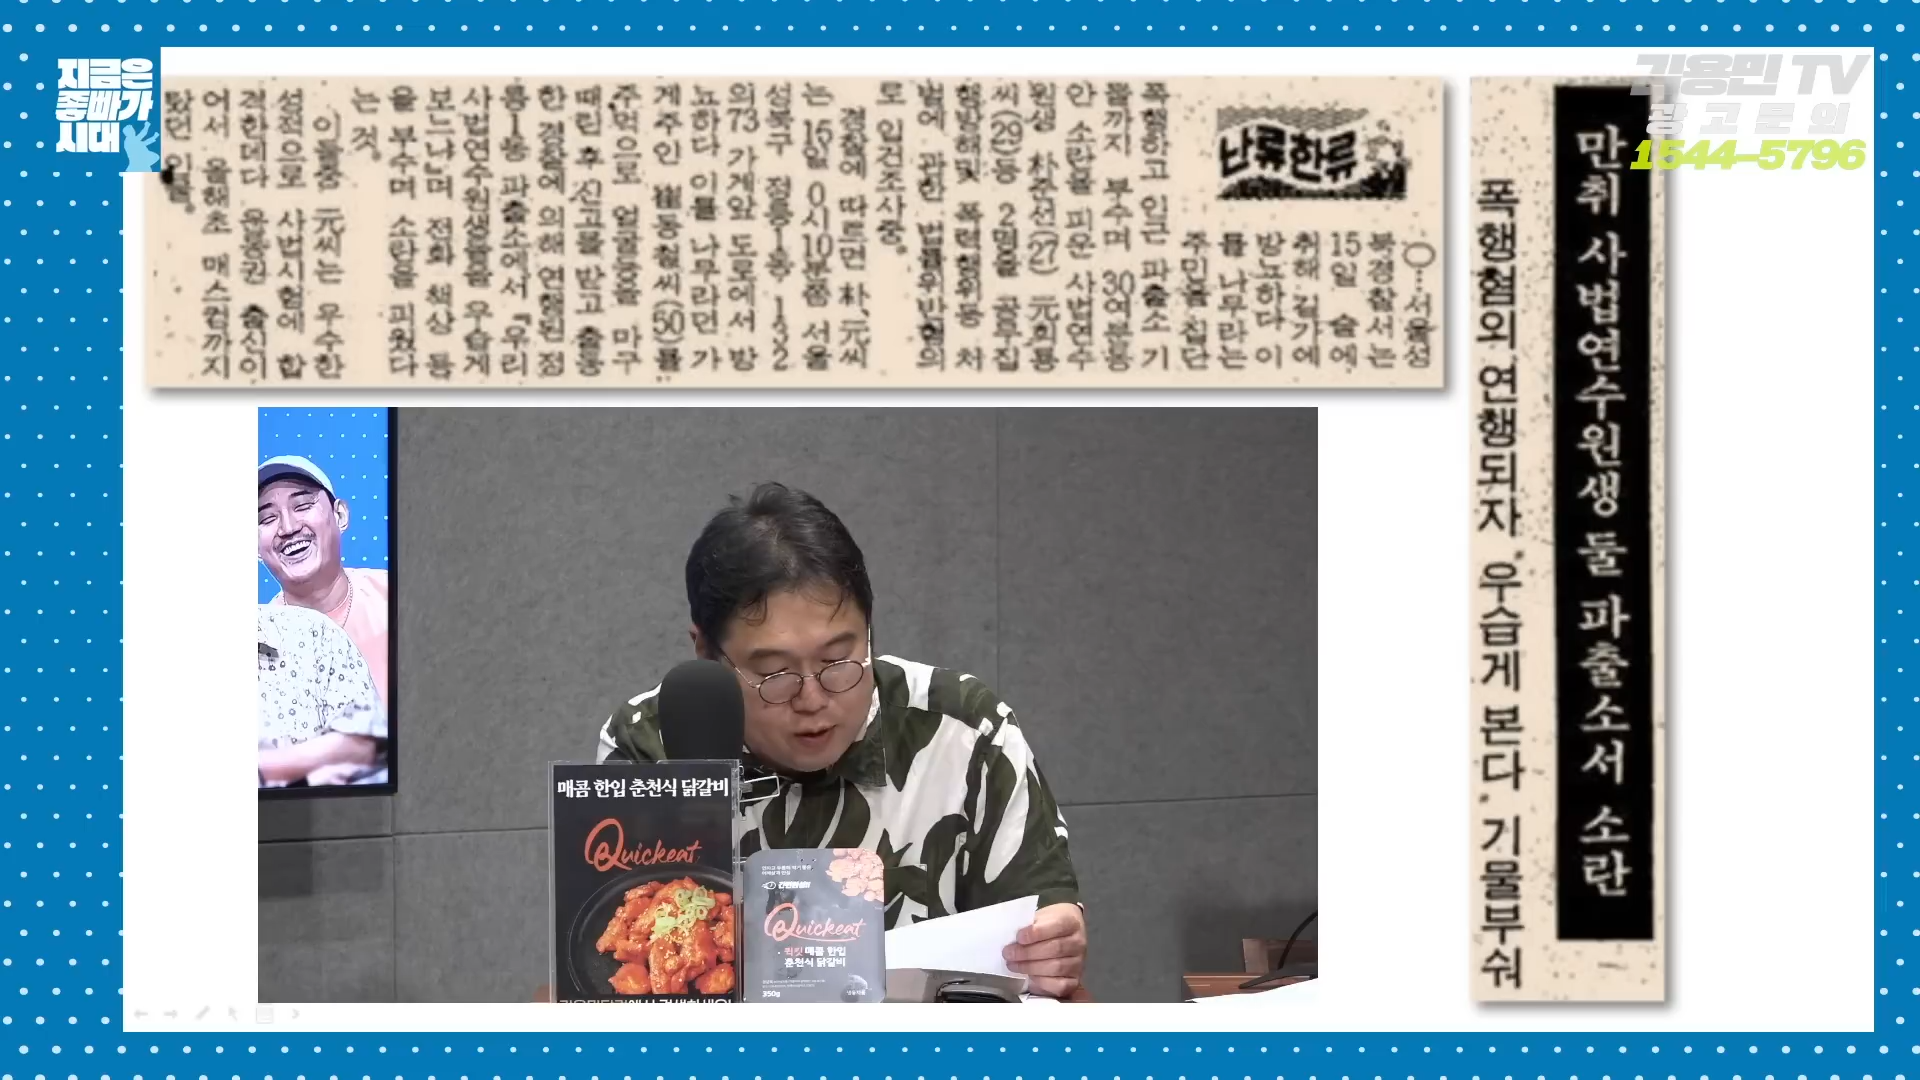 지금은
종빠가
시대
김용민 TV
광고문의
1544-5796
만취 사법연수원생 둘 파출소서 소란
폭행혐의 연행되자 "우습게 본다" 기물부숴
난류한류
○…서울성
북경찰서는
15일 술에
취해 길가에
방뇨하다 이
를 나무라는
주민을 집단
폭행하고 인근 파출소 기
물까지 부수며 30여분동
안 소란을 피운 사법연수
원생 朴주선(27) 元희룡
씨(29)등 2명을 공무집
행방해및 폭력행위등 처
벌에 관한 법률위반혐의
로 입건조사중。
경찰에 따르면 朴、元씨
는 15일 0시10분쯤 서울
성북구 정릉1동 132
의73 가게앞 도로에서 방
뇨하다 이를 나무라던 가
게주인 崔동철씨(50)를
주먹으로 얼굴등을 마구
때린 후 신고를 받고 출동
한 경찰에 의해 연행된 정
릉1동 파출소에서 「우리
사법연수원생들을 우습게
보느냐」며 전화 책상 등
을 부수며 소란을 피웠다
는 것。
이들중 元씨는 우수한
성적으로 사법시험에 합
격한데다 운동권 출신이
어서 올해초 매스컴까지
탔던 인물。
매콤 한입 춘천식 닭갈비
Quickeat
Quickeat
퀵잇 매콤 한입
춘천식 닭갈비
350g